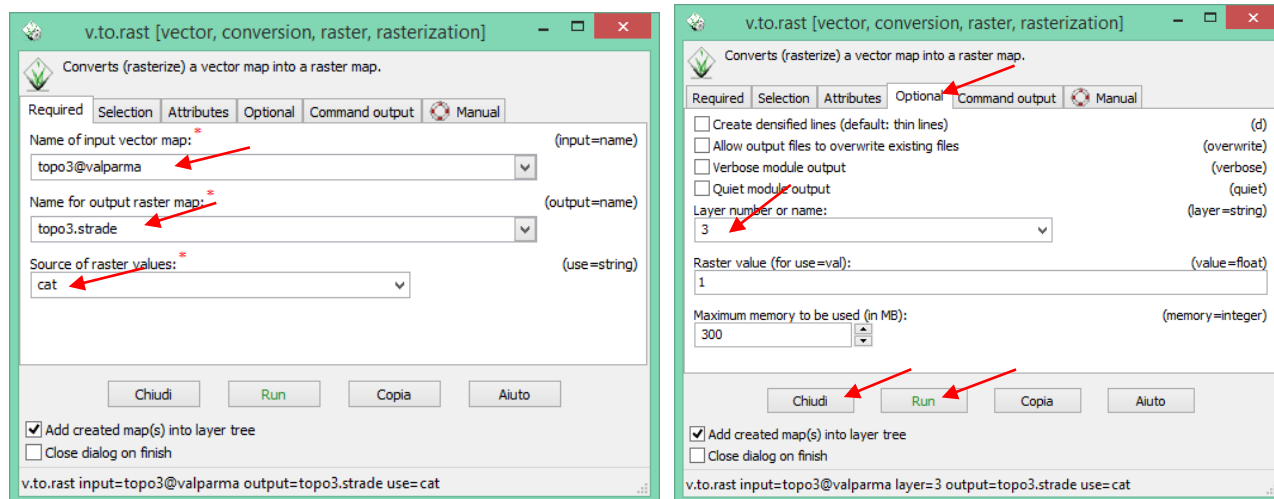 v.to.rast [vector, conversion, raster, rasterization]
Converts (rasterize) a vector map into a raster map.
Required Selection Attributes Optional Command output Manual
Name of input vector map:* (input=name)
topo3@valparma
Name for output raster map:* (output=name)
topo3.strade
Source of raster values:* (use=string)
cat
Chiudi Run Copia Aiuto
Add created map(s) into layer tree
Close dialog on finish
v.to.rast input=topo3@valparma output=topo3.strade use=cat
v.to.rast [vector, conversion, raster, rasterization]
Converts (rasterize) a vector map into a raster map.
Required Selection Attributes Optional Command output Manual
Create densified lines (default: thin lines) (d)
Allow output files to overwrite existing files (overwrite)
Verbose module output (verbose)
Quiet module output (quiet)
Layer number or name: (layer=string)
3
Raster value (for use=val): (value=float)
1
Maximum memory to be used (in MB): (memory=integer)
300
Chiudi Run Copia Aiuto
Add created map(s) into layer tree
Close dialog on finish
v.to.rast input=topo3@valparma layer=3 output=topo3.strade use=cat